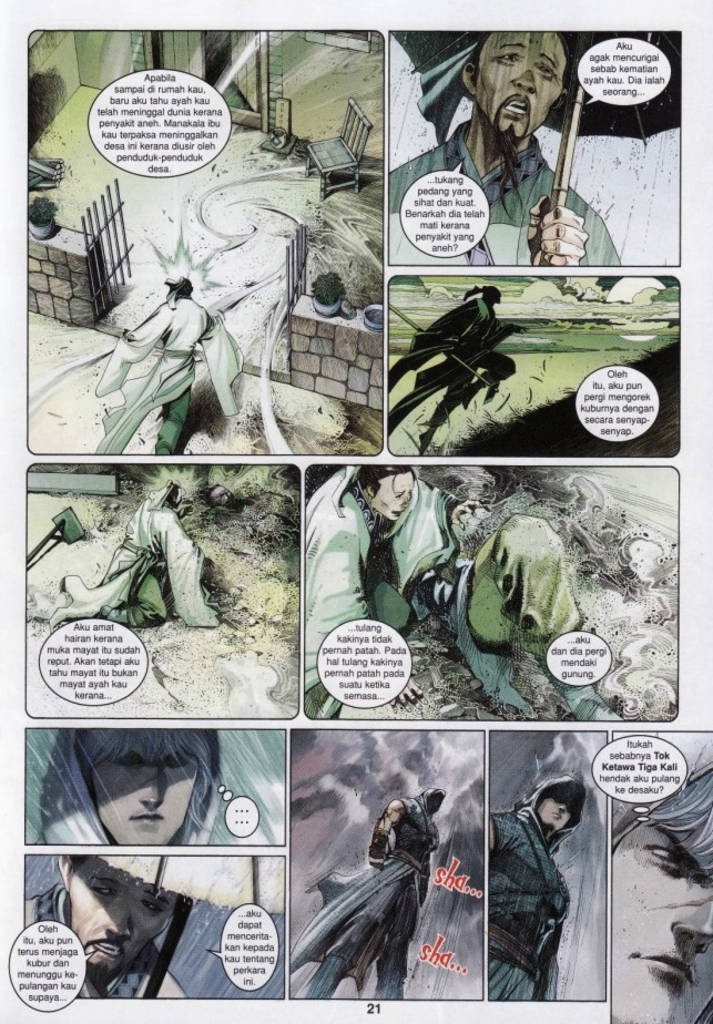 Apabila
sampai di rumah kau,
baru aku tahu ayah kau
telah meninggal dunia kerana
penyakit aneh. Manakala ibu
kau terpaksa meninggalkan
desa ini kerana diusir oleh
penduduk-penduduk
desa.
Aku
agak mencurigai
sebab kematian
ayah kau. Dia ialah
seorang...
...tukang
pedang yang
sihat dan kuat.
Benarkah dia telah
mati kerana
penyakit yang
aneh?
Oleh
itu, aku pun
pergi mengorek
kuburnya dengan
secara senyap-
senyap.
Aku amat
hairan kerana
muka mayat itu sudah
reput. Akan tetapi aku
tahu mayat itu bukan
mayat ayah kau
kerana...
...tulang
kakinya tidak
pernah patah. Pada
hal tulang kakinya
pernah patah pada
suatu ketika
semasa...
...aku
dan dia pergi
mendaki
gunung.
...
...
Oleh
itu, aku pun
terus menjaga
kubur dan
menunggu ke-
pulangan kau
supaya...
...aku
dapat
mencerita-
kan kepada
kau tentang
perkara
ini.
sha...
sha...
Itukah
sebabnya Tok
Ketawa Tiga Kali
hendak aku pulang
ke desaku?
21